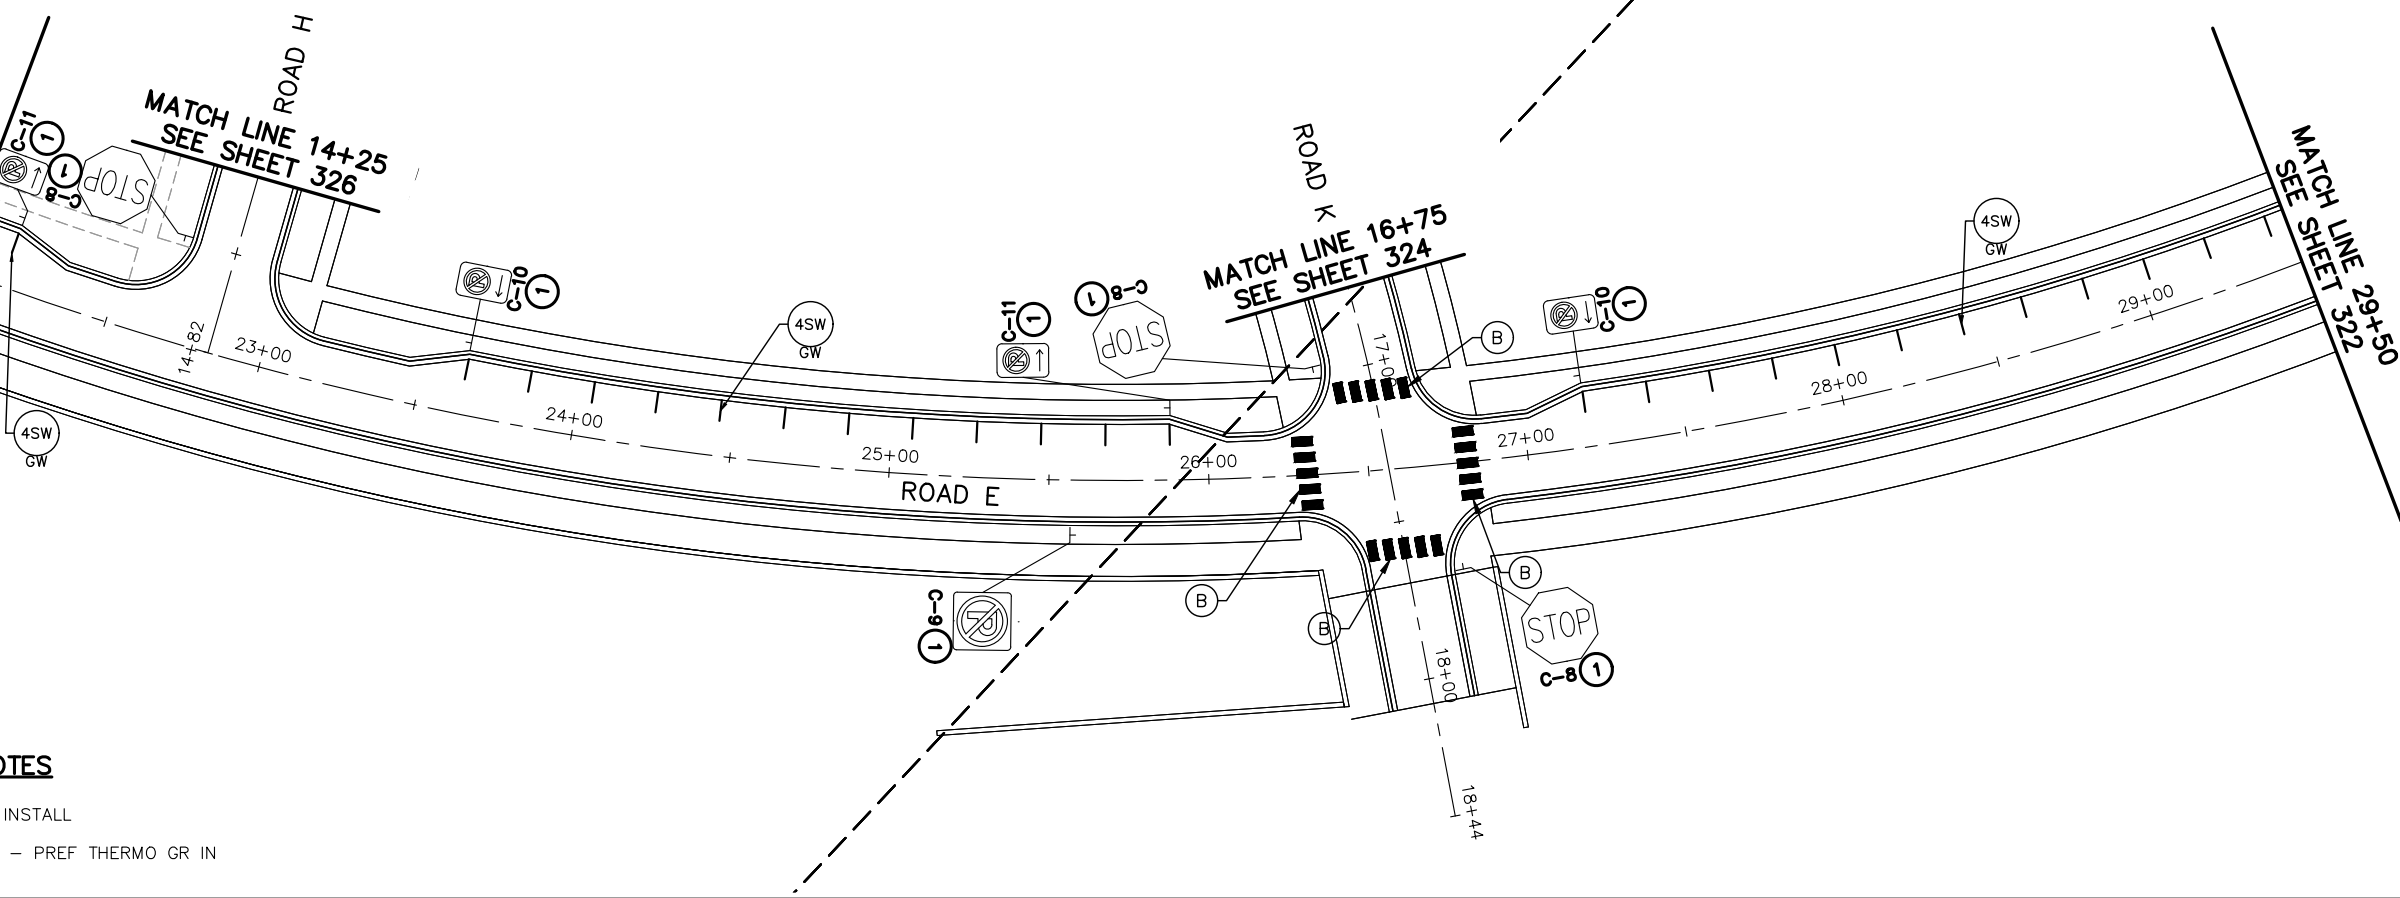 ROAD H
MATCH LINE 14+25
SEE SHEET 326
C-11
1
1
C-8
STOP
4SW
GW
14+82
23+00
C-10
1
24+00
4SW
GW
25+00
ROAD E
C-11
1
1
C-8
STOP
26+00
ROAD K
MATCH LINE 16+75
SEE SHEET 324
17+00
B
B
B
B
C-9
1
STOP
C-8
1
18+00
18+44
27+00
C-10
1
28+00
4SW
GW
29+00
MATCH LINE 29+50
SEE SHEET 322
OTES
INSTALL
– PREF THERMO GR IN